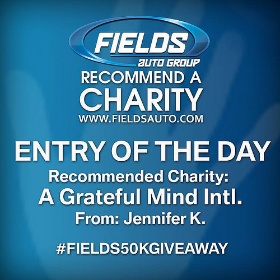 FIELDS
AUTO GROUP
RECOMMEND A
CHARITY
WWW.FIELDSAUTO.COM
ENTRY OF THE DAY
Recommended Charity:
A Grateful Mind Intl.
From: Jennifer K.
#FIELDS50KGIVEAWAY